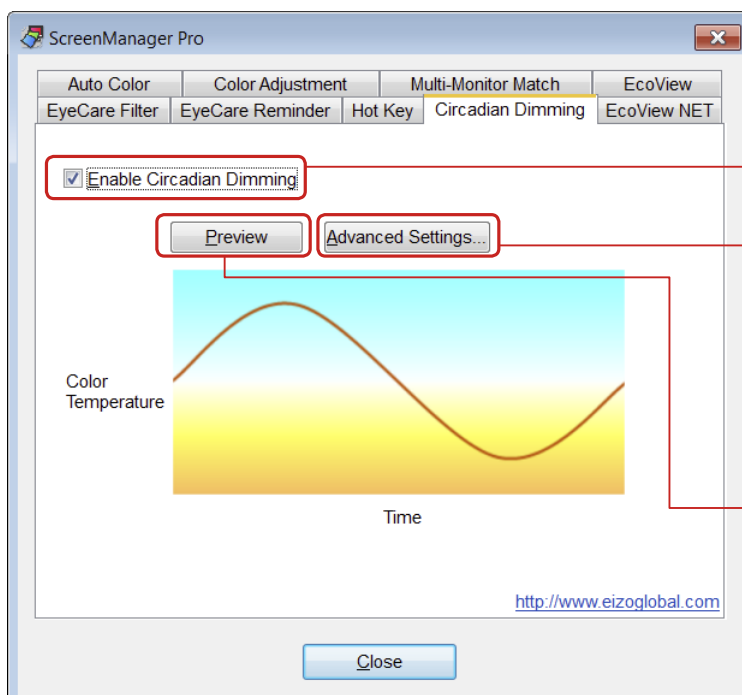 ScreenManager Pro
Auto Color Color Adjustment Multi-Monitor Match EcoView
EyeCare Filter EyeCare Reminder Hot Key Circadian Dimming EcoView NET
Enable Circadian Dimming
Preview Advanced Settings...
Color
Temperature
Time
http://www.eizoglobal.com
Close